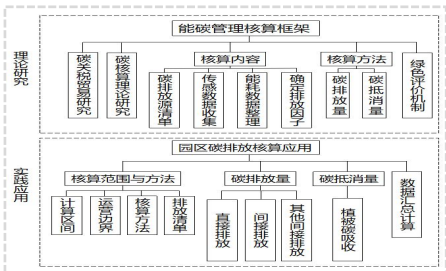 理论研究
能碳管理核算框架
碳关税贸易研究
碳核算理论研究
核算内容
核算方法
绿色评价机制
碳排放源清单
传感数据收集
能耗数据整理
确定排放因子
碳排放量
碳抵消量
实践应用
园区碳排放核算应用
核算范围与方法
碳排放量
碳抵消量
数据汇总计算
计算区间
运营边界
核算方法
排放清单
直接排放
间接排放
其他间接排放
植被碳吸收